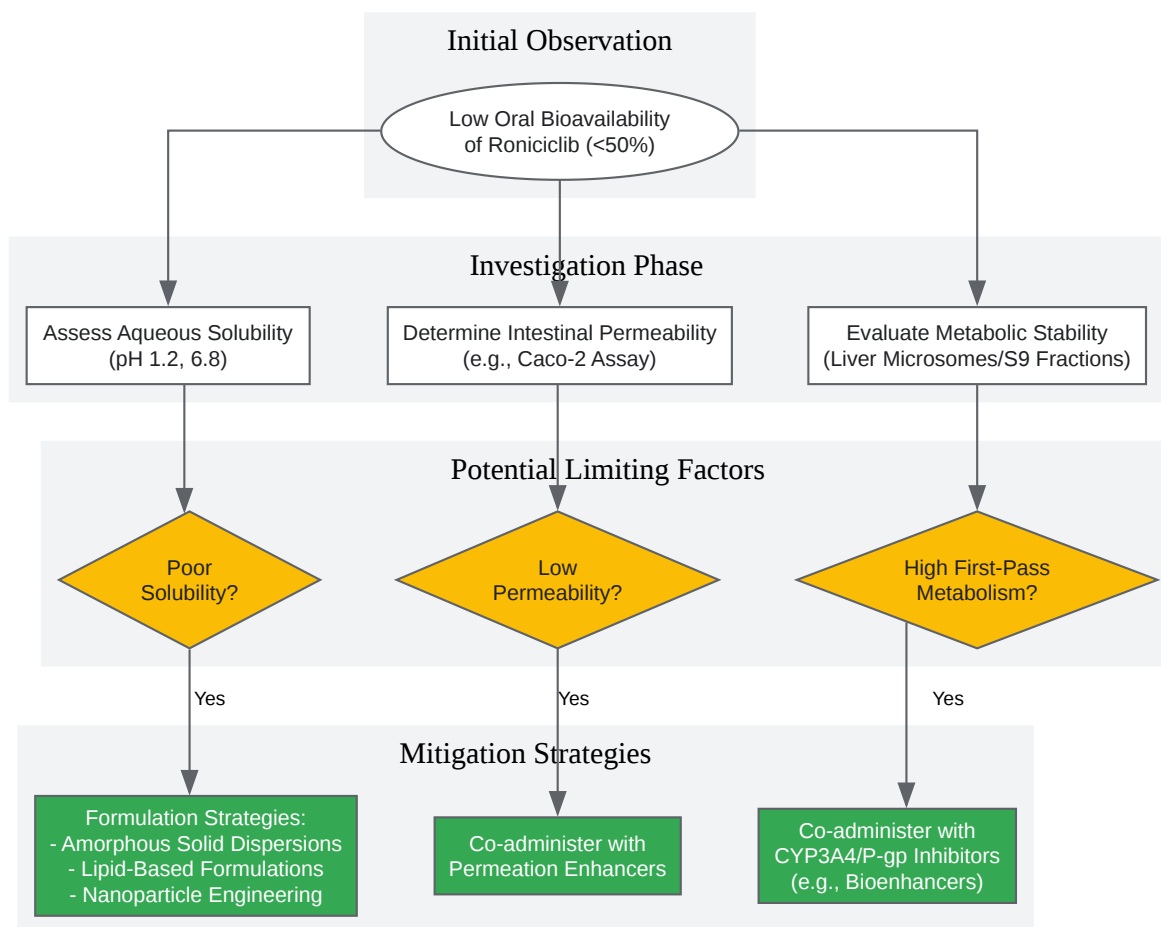 Initial Observation
Low Oral Bioavailability
of Roniciclib (<50%)
Investigation Phase
Assess Aqueous Solubility
(pH 1.2, 6.8)
Determine Intestinal Permeability
(e.g., Caco-2 Assay)
Evaluate Metabolic Stability
(Liver Microsomes/S9 Fractions)
Potential Limiting Factors
Poor
Solubility?
Low
Permeability?
High First-Pass
Metabolism?
Yes
Yes
Yes
Mitigation Strategies
Formulation Strategies:
- Amorphous Solid Dispersions
- Lipid-Based Formulations
- Nanoparticle Engineering
Co-administer with
Permeation Enhancers
Co-administer with
CYP3A4/P-gp Inhibitors
(e.g., Bioenhancers)